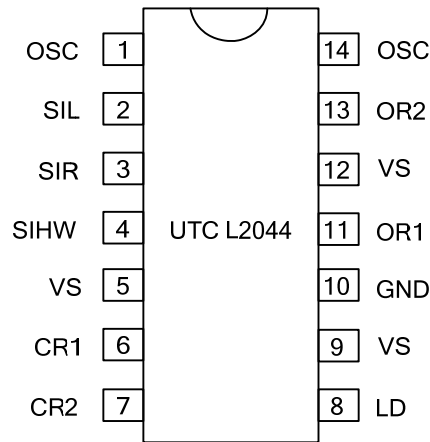 OSC 1 14 OSC
SIL 2 13 OR2
SIR 3 12 VS
SIHW 4 UTC L2044 11 OR1
VS 5 10 GND
CR1 6 9 VS
CR2 7 8 LD